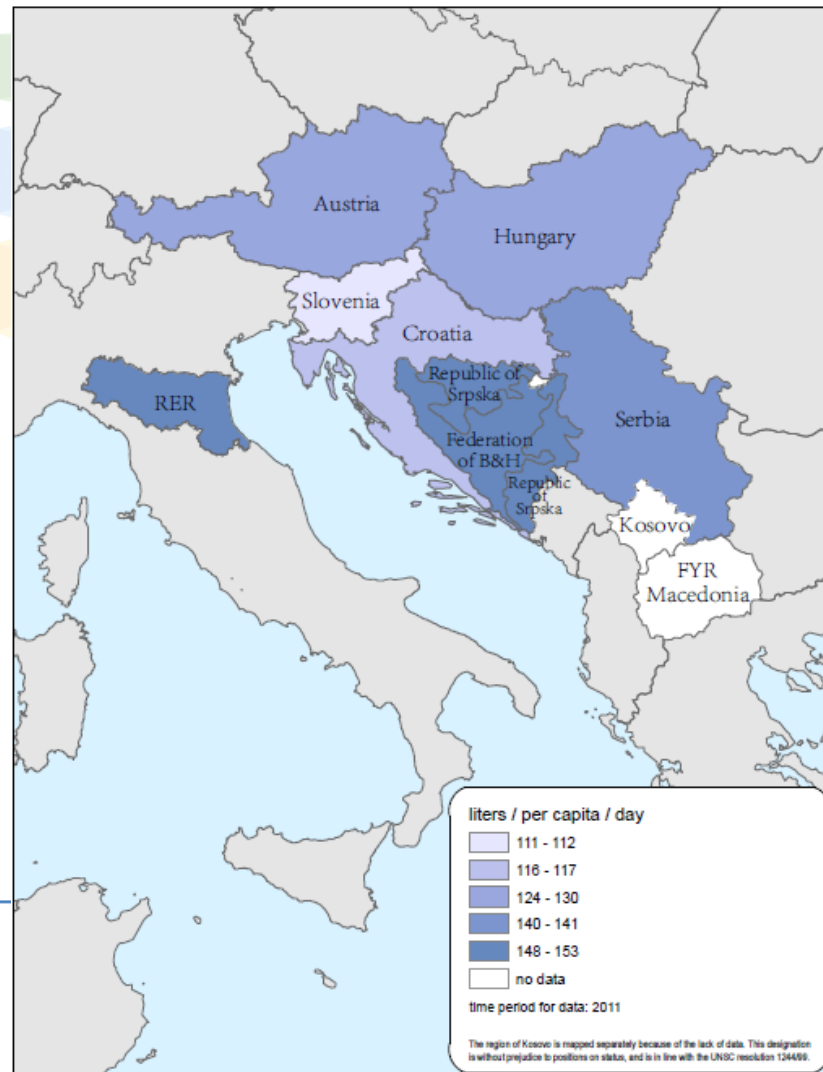 Austria
Hungary
Slovenia
Croatia
RER
Republic of
Srpska
Serbia
Federation
of B&H
Republic
of
Srpska
Kosovo
FYR
Macedonia
liters / per capita / day
111 - 112
116 - 117
124 - 130
140 - 141
148 - 153
no data
time period for data: 2011
The region of Kosovo is mapped separately because of the lack of data. This designation
is without prejudice to positions on status, and is in line with the UNSC resolution 1244/99.